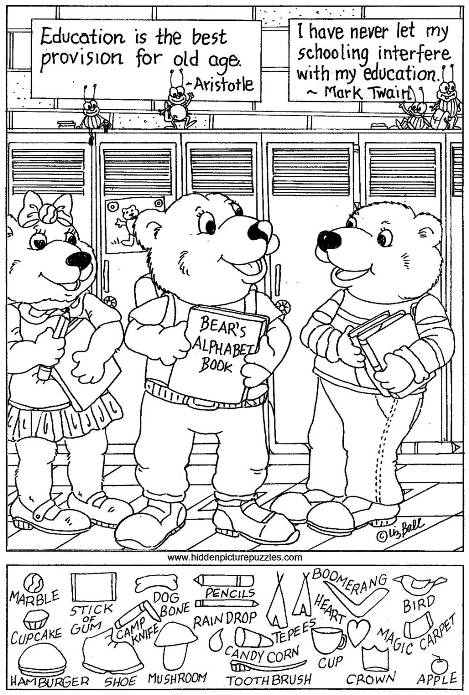 Education is the best
provision for old age.
~Aristotle
I have never let my
schooling interfere
with my education.
~ Mark Twain
BEAR'S
ALPHABET
BOOK
©Liz Ball
www.hiddenpicturepuzzles.com
MARBLE
STICK
OF
GUM
DOG
BONE
PENCILS
BOOMERANG
BIRD
CUPCAKE
CAMP
KNIFE
RAIN DROP
TEPEES
HEART
MAGIC CARPET
CANDY CORN
CUP
HAMBURGER
SHOE
MUSHROOM
TOOTHBRUSH
CROWN
APPLE